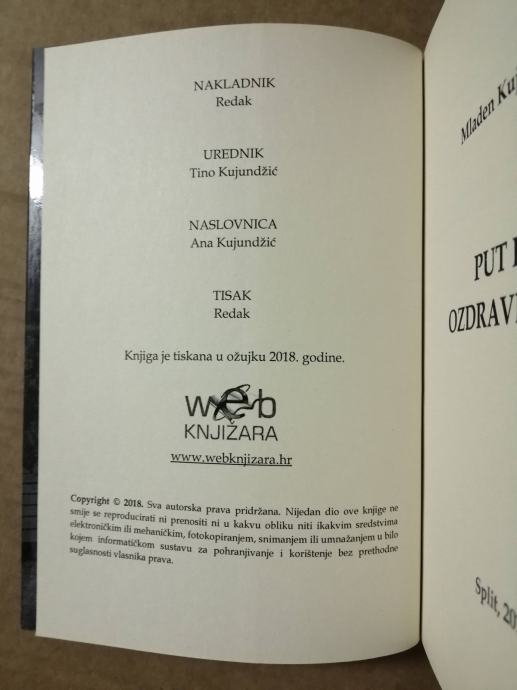 NAKLADNIK
Redak
UREDNIK
Tino Kujundžić
NASLOVNICA
Ana Kujundžić
TISAK
Redak
Knjiga je tiskana u ožujku 2018. godine.
web
KNJIŽARA
www.webknjizara.hr
Copyright © 2018. Sva autorska prava pridržana. Nijedan dio ove knjige ne
smije se reproducirati ni prenositi ni u kakvu obliku niti ikakvim sredstvima
elektroničkim ili mehaničkim, fotokopiranjem, snimanjem ili umnažanjem u bilo
kojem informatičkom sustavu za pohranjivanje i korištenje bez prethodne
suglasnosti vlasnika prava.
Mladen
PUT
Split,